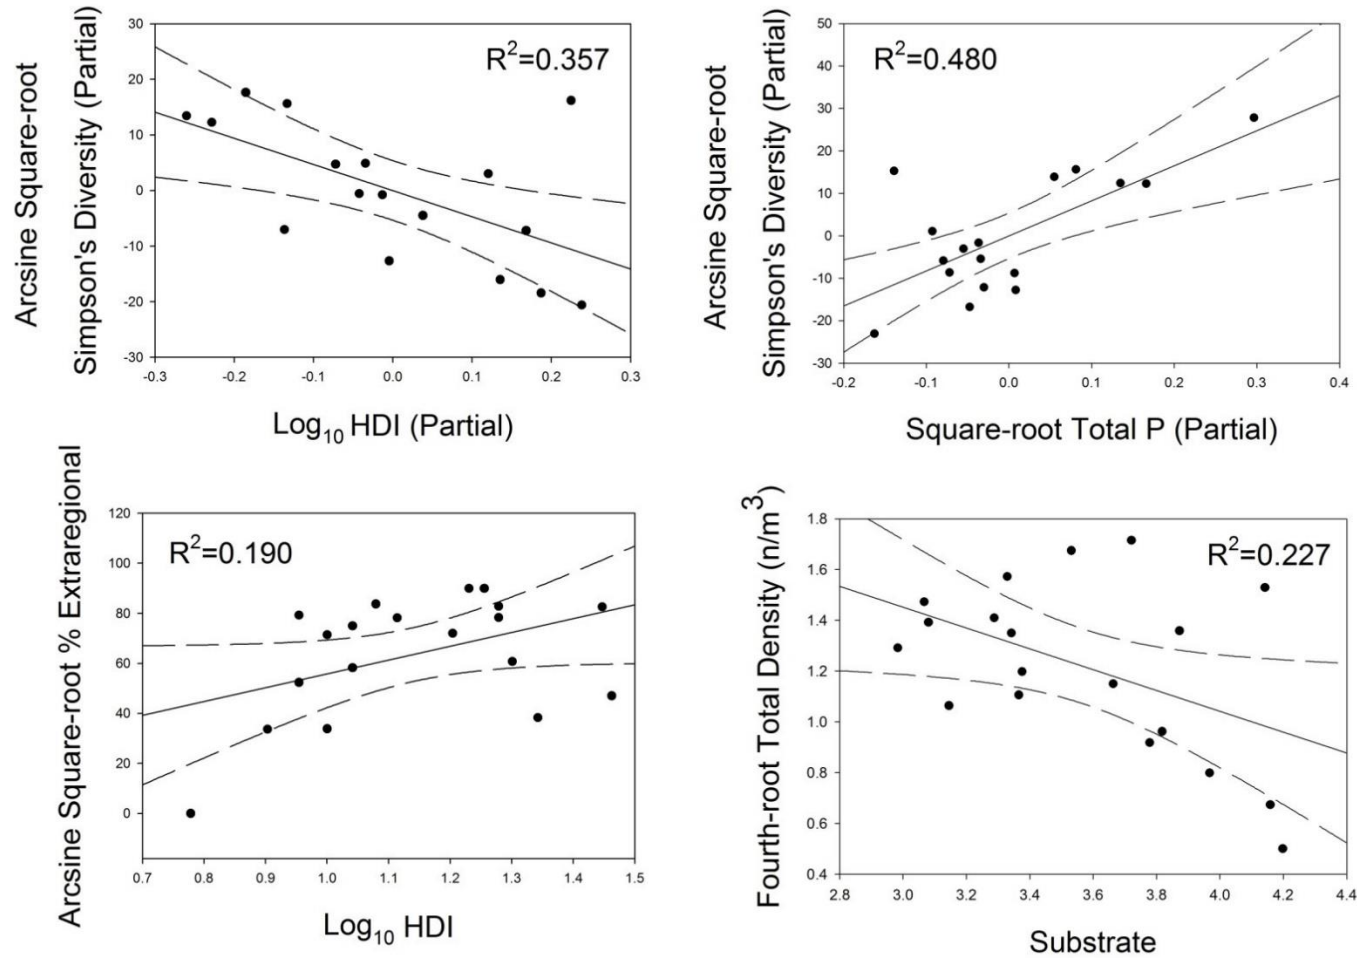 Arcsine Square-root
Simpson's Diversity (Partial)
30
20
10
0
-10
-20
-30
R²=0.357
-0.3 -0.2 -0.1 0.0 0.1 0.2 0.3
Log₁₀ HDI (Partial)
Arcsine Square-root
Simpson's Diversity (Partial)
50
40
30
20
10
0
-10
-20
-30
R²=0.480
-0.2 -0.1 0.0 0.1 0.2 0.3 0.4
Square-root Total P (Partial)
Arcsine Square-root % Extraregional
120
100
80
60
40
20
0
R²=0.190
0.7 0.8 0.9 1.0 1.1 1.2 1.3 1.4 1.5
Log₁₀ HDI
Fourth-root Total Density (n/m³)
1.8
1.6
1.4
1.2
1.0
0.8
0.6
0.4
R²=0.227
2.8 3.0 3.2 3.4 3.6 3.8 4.0 4.2 4.4
Substrate